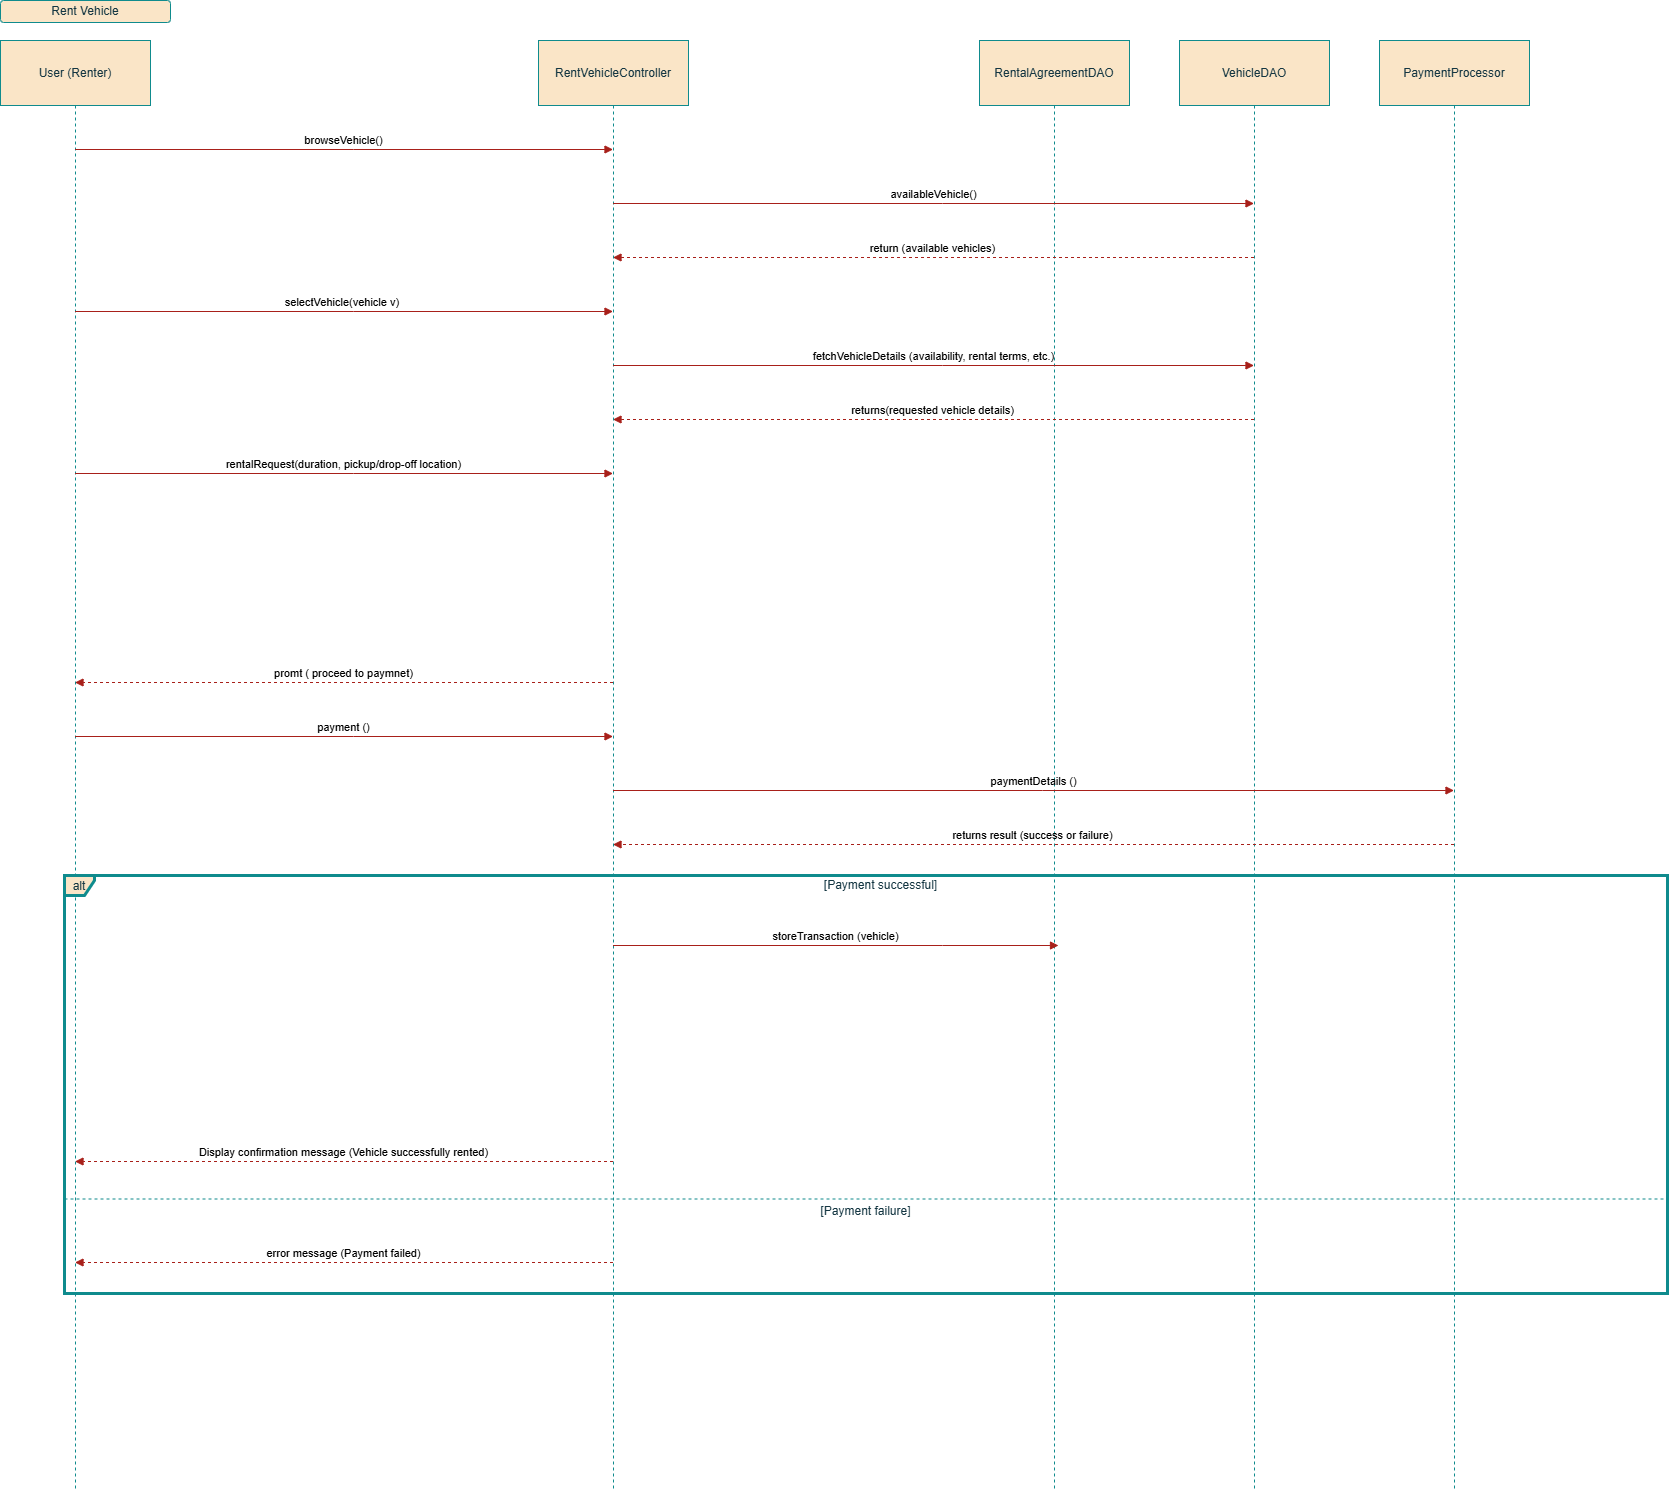 Rent Vehicle
User (Renter)
RentVehicleController
RentalAgreementDAO
VehicleDAO
PaymentProcessor
browseVehicle()
availableVehicle()
return (available vehicles)
selectVehicle(vehicle v)
fetchVehicleDetails (availability, rental terms, etc.)
returns(requested vehicle details)
rentalRequest(duration, pickup/drop-off location)
promt ( proceed to paymnet)
payment ()
paymentDetails ()
returns result (success or failure)
alt
[Payment successful]
storeTransaction (vehicle)
Display confirmation message (Vehicle successfully rented)
[Payment failure]
error message (Payment failed)